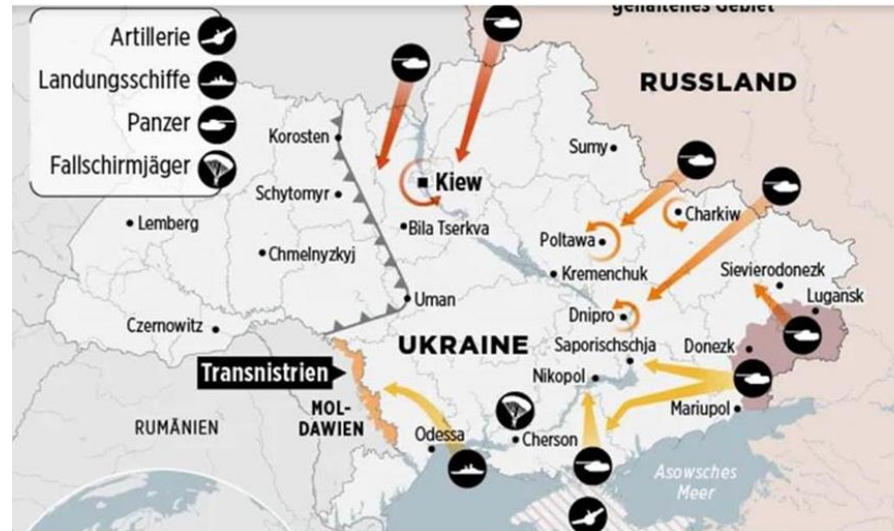 gehaltenes Gebiet
Artillerie
Landungsschiffe
Panzer
Fallschirmjäger
RUSSLAND
Korosten
Sumy
Schytomyr
Kiew
Charkiw
Lemberg
Bila Tserkva
Poltawa
Chmelnyzkyj
Kremenchuk
Sievierodonezk
Uman
Lugansk
Czernowitz
Dnipro
UKRAINE
Saporischschja
Donezk
Transnistrien
Nikopol
MOL-
DAWIEN
Mariupol
RUMÄNIEN
Odessa
Cherson
Asowsches
Meer